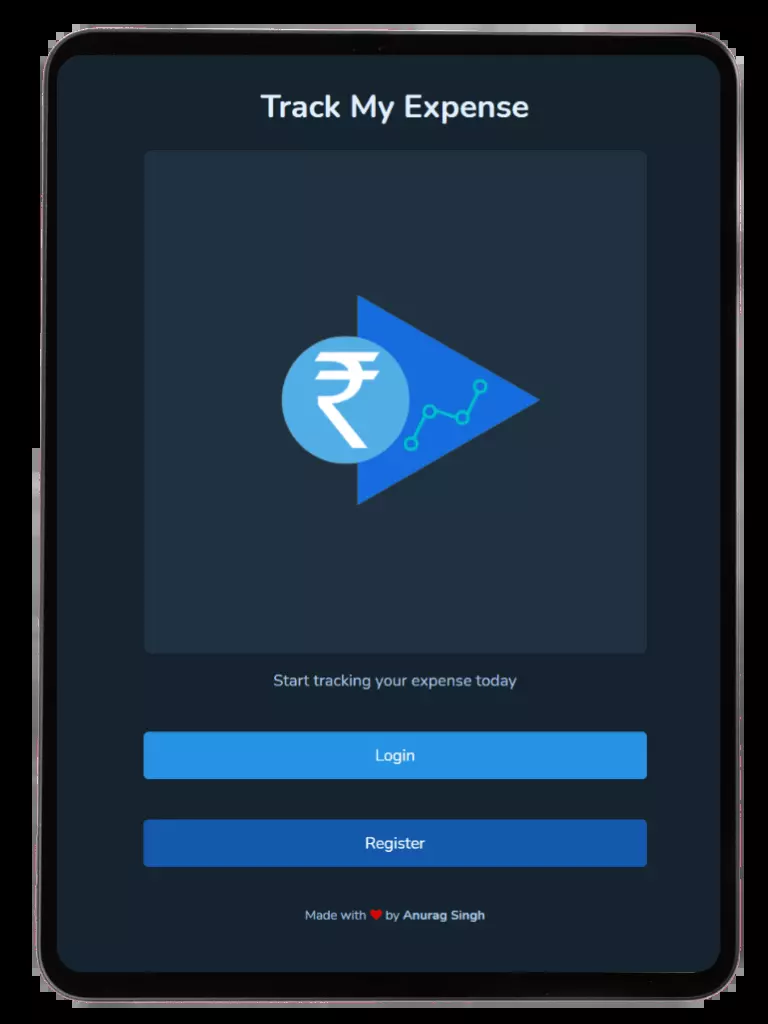 Track My Expense
₹
Start tracking your expense today
Login
Register
Made with ❤ by Anurag Singh